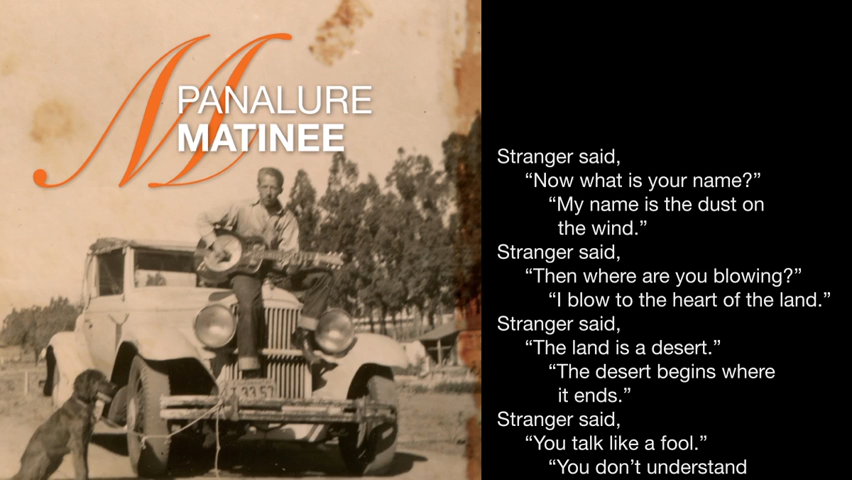 M
PANALURE
MATINEE
Stranger said,
“Now what is your name?”
“My name is the dust on
the wind.”
Stranger said,
“Then where are you blowing?”
“I blow to the heart of the land.”
Stranger said,
“The land is a desert.”
“The desert begins where
it ends.”
Stranger said,
“You talk like a fool.”
“You don’t understand